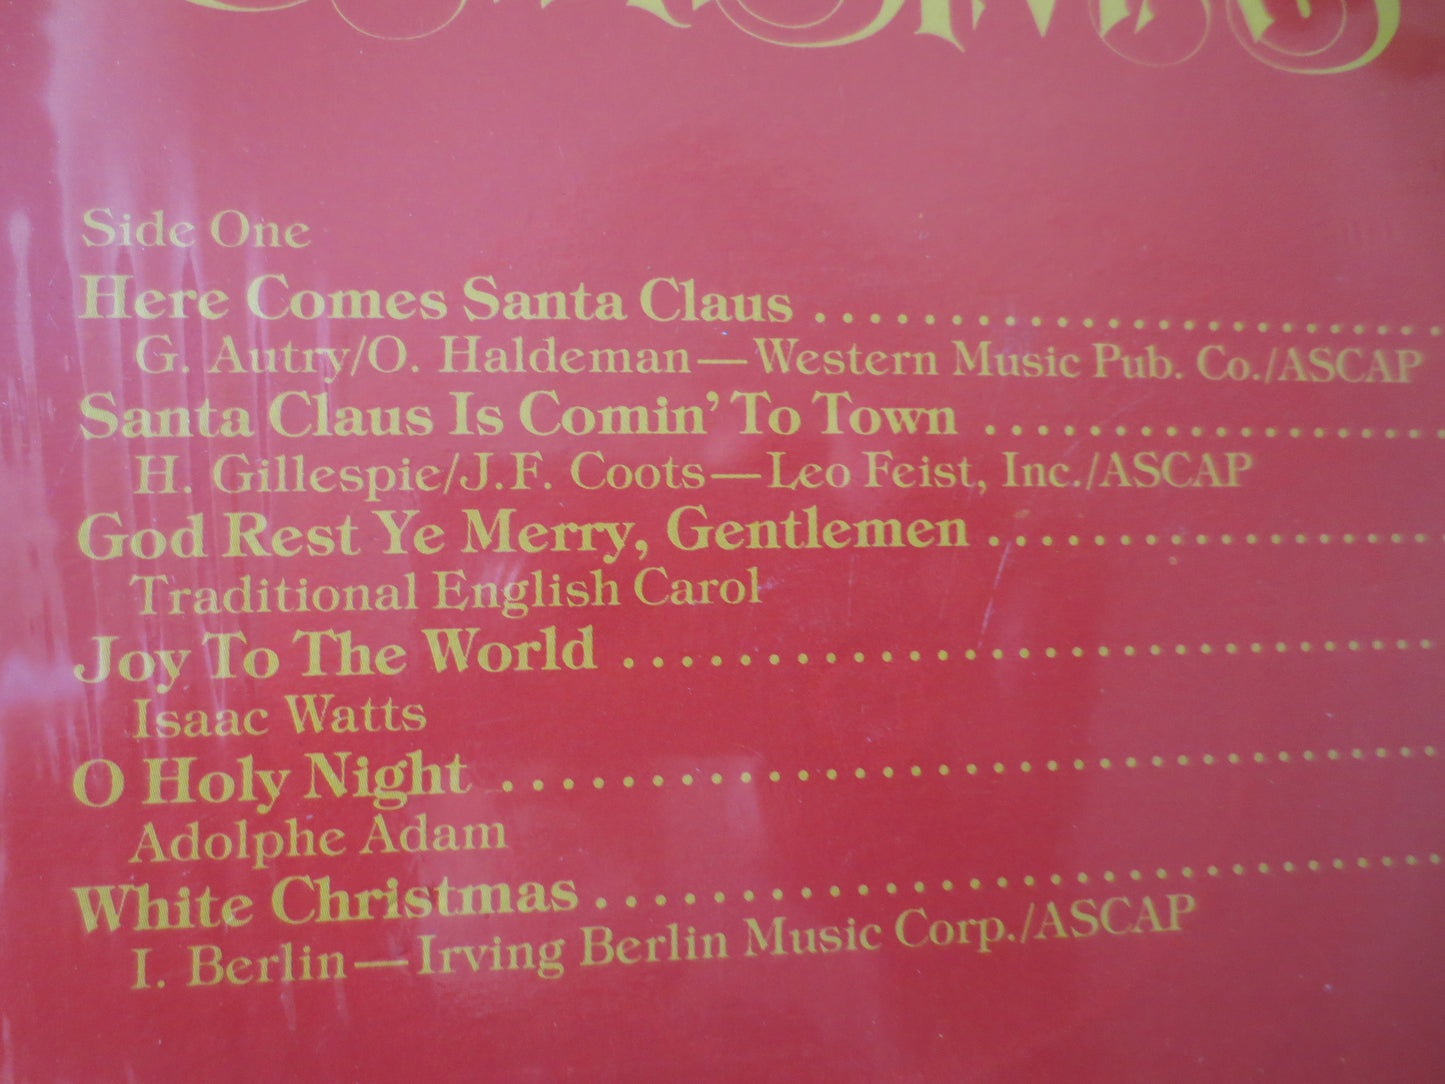 Side One
Here Comes Santa Claus ........................
G. Autry/O. Haldeman—Western Music Pub. Co./ASCAP
Santa Claus Is Comin' To Town ..................
H. Gillespie/J.F. Coots—Leo Feist, Inc./ASCAP
God Rest Ye Merry, Gentlemen ..................
Traditional English Carol
Joy To The World .............................
Isaac Watts
O Holy Night .................................
Adolphe Adam
White Christmas ..............................
I. Berlin—Irving Berlin Music Corp./ASCAP